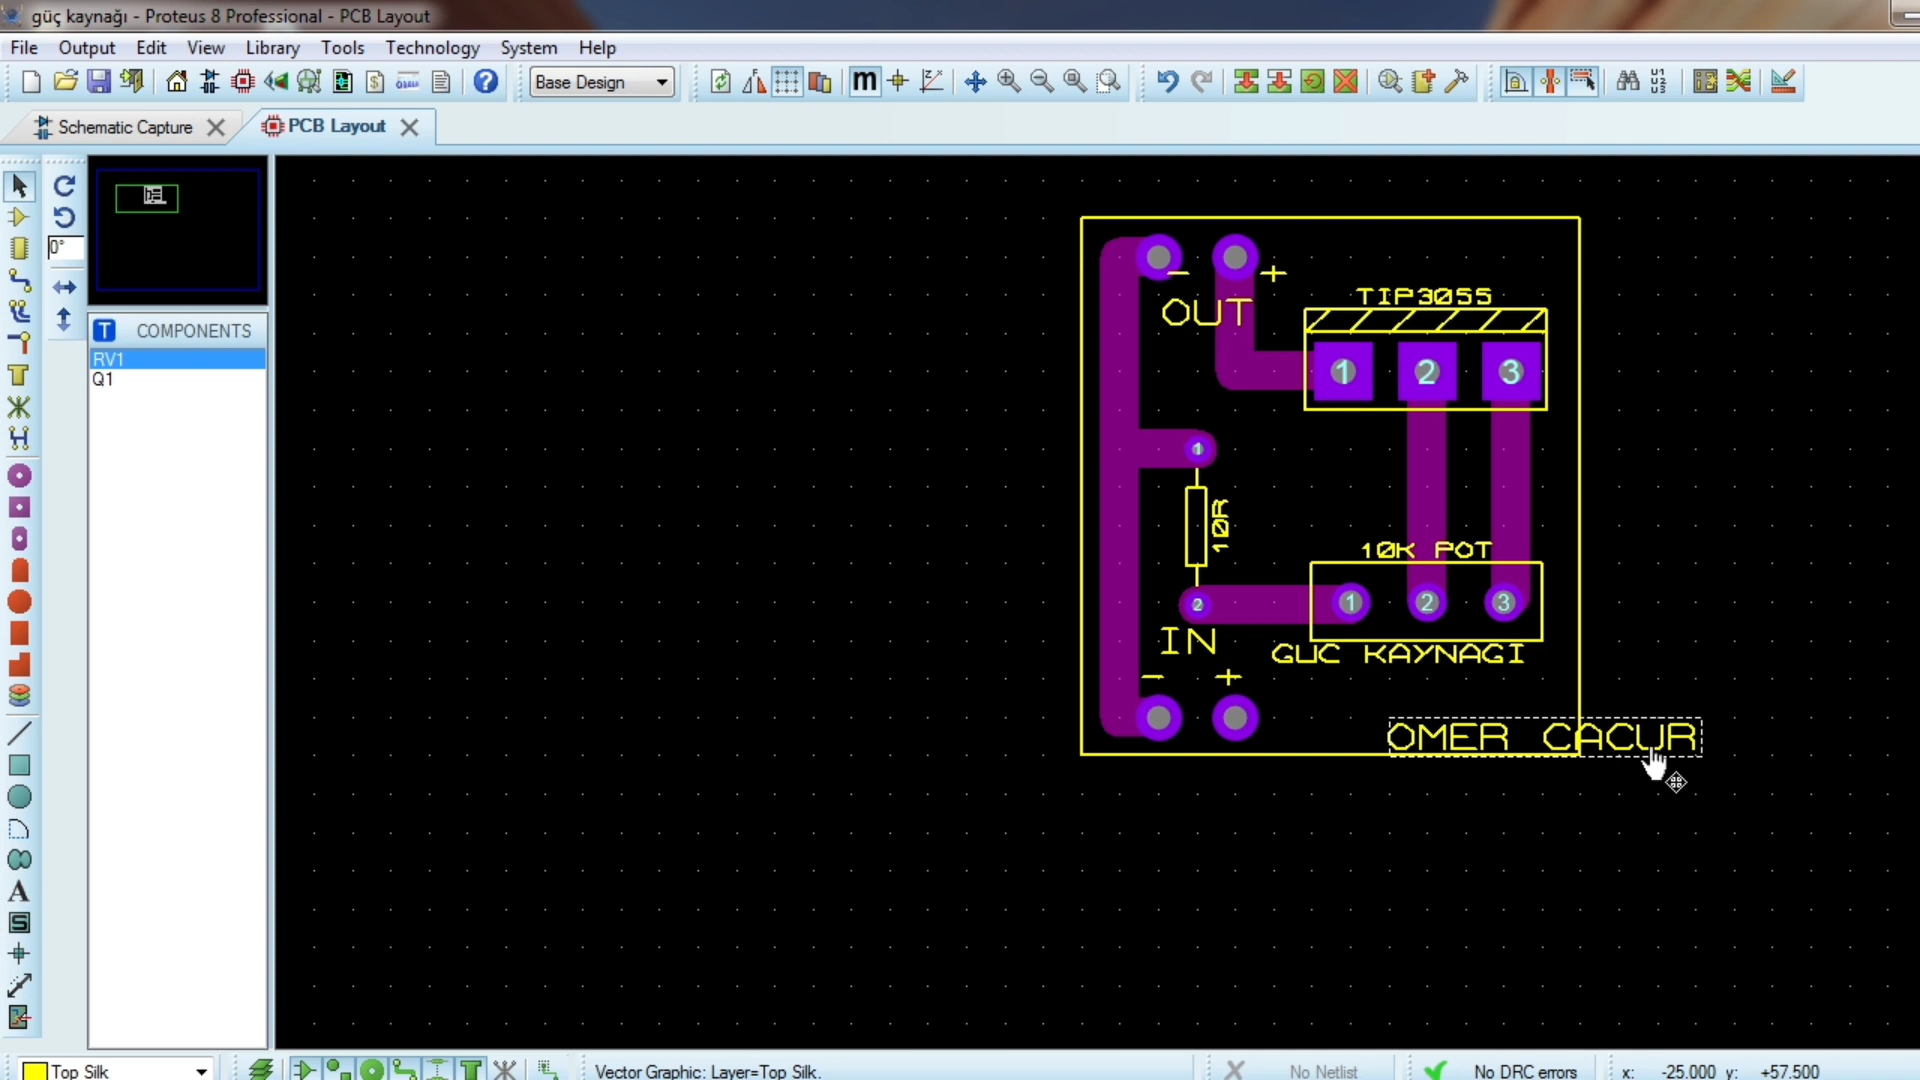 güç kaynağı - Proteus 8 Professional - PCB Layout
File Output Edit View Library Tools Technology System Help
Base Design
m
Schematic Capture
PCB Layout
0°
T COMPONENTS
RV1
Q1
- +
OUT
TIP3055
1 2 3
1
10R
10K POT
2
1 2 3
IN
GUC KAYNAGI
- +
OMER CACUR
A
S
Top Silk
Vector Graphic: Layer=Top Silk.
No Netlist
No DRC errors
x: -25.000 y: +57.500